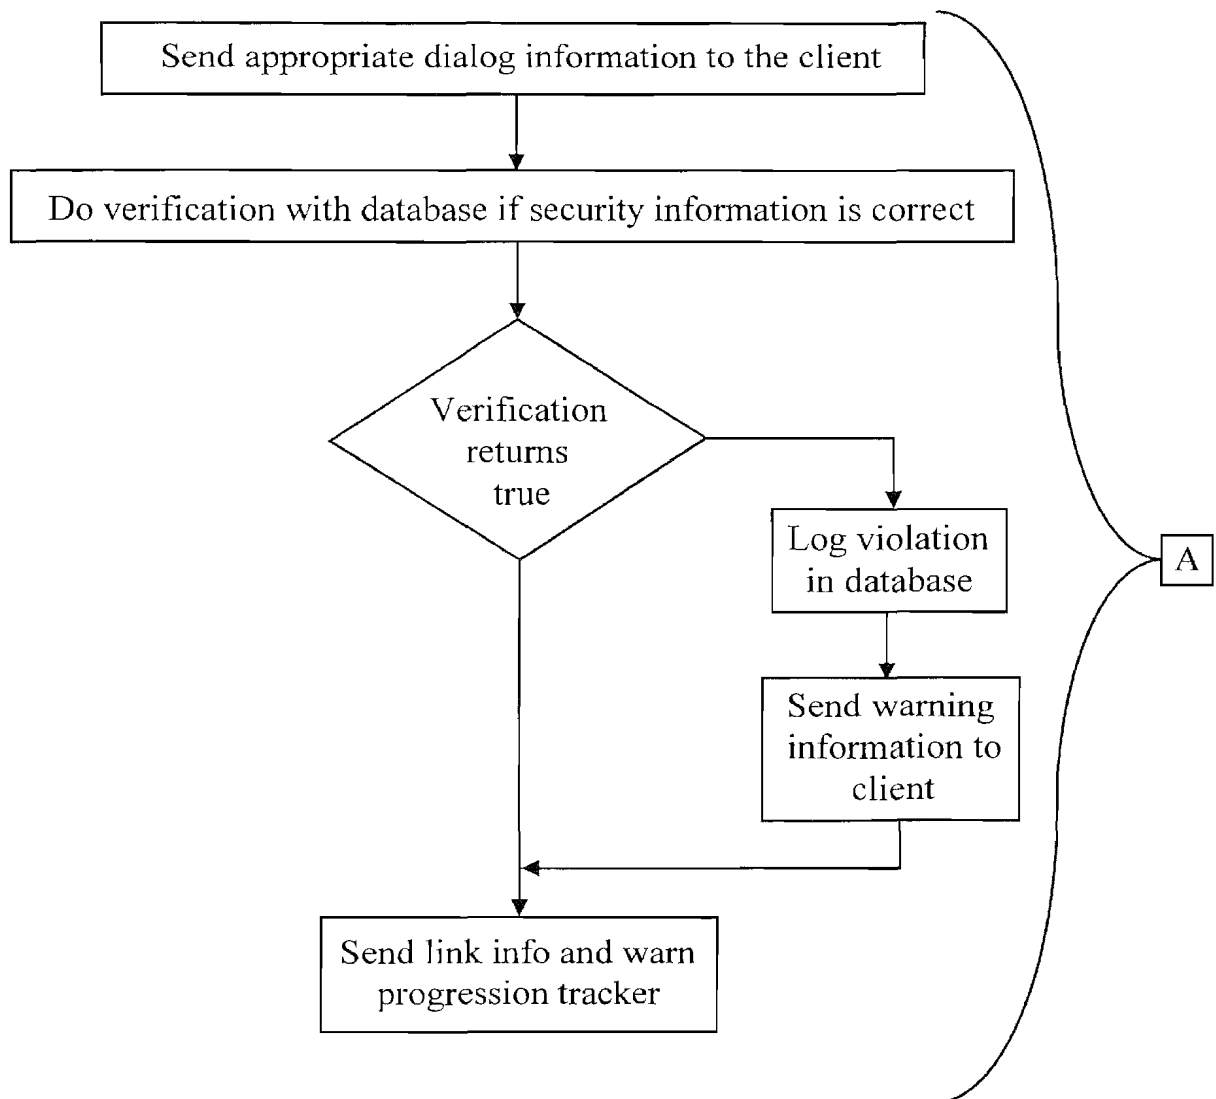 Send appropriate dialog information to the client
Do verification with database if security information is correct
Verification
returns
true
Log violation
in database
A
Send warning
information to
client
Send link info and warn
progression tracker